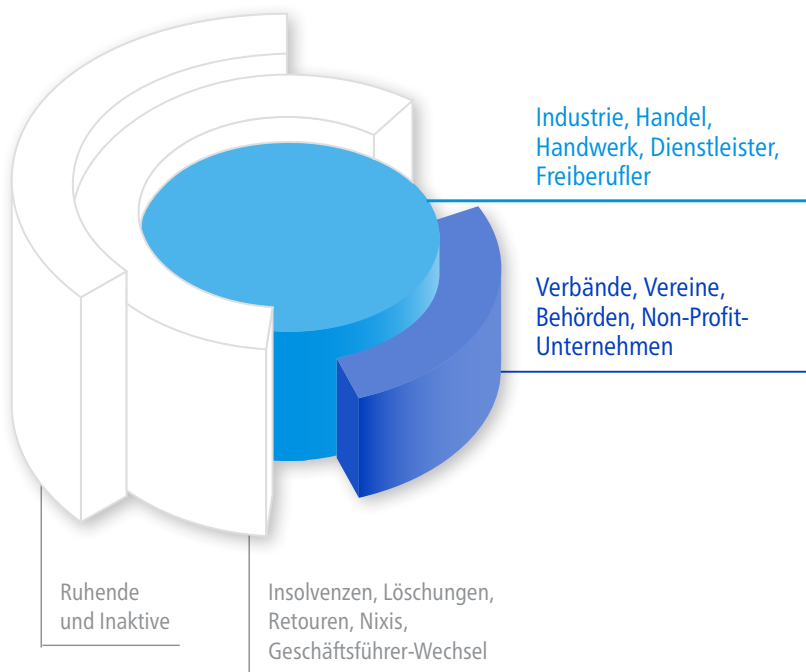 Industrie, Handel,
Handwerk, Dienstleister,
Freiberufler
Verbände, Vereine,
Behörden, Non-Profit-
Unternehmen
Ruhende
und Inaktive
Insolvenzen, Löschungen,
Retouren, Nixis,
Geschäftsführer-Wechsel